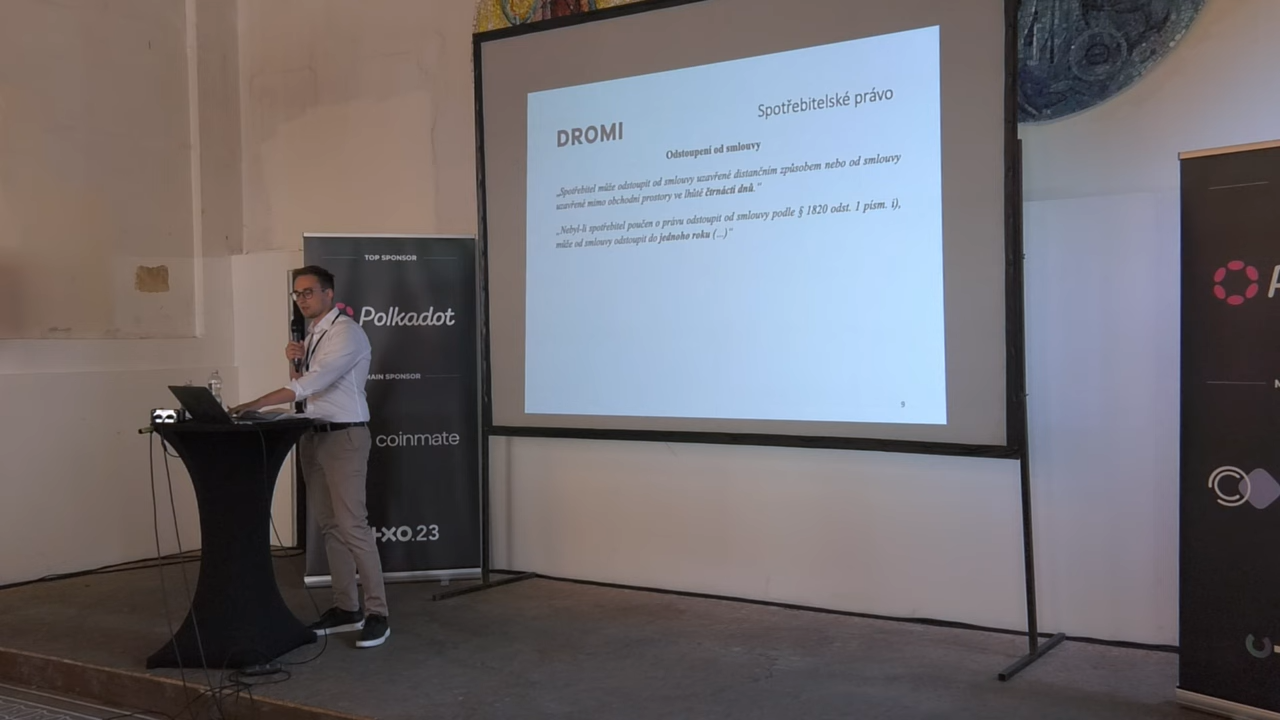 Spotřebitelské právo
DROMI
Odstoupení od smlouvy
„Spotřebitel může odstoupit od smlouvy uzavřené distančním způsobem nebo od smlouvy
uzavřené mimo obchodní prostory ve lhůtě čtrnácti dnů.“
„Nebyl-li spotřebitel poučen o právu odstoupit od smlouvy podle § 1820 odst. 1 písm. i),
může od smlouvy odstoupit do jednoho roku (...)“
9
TOP SPONSOR
Polkadot
MAIN SPONSOR
coinmate
XO.23